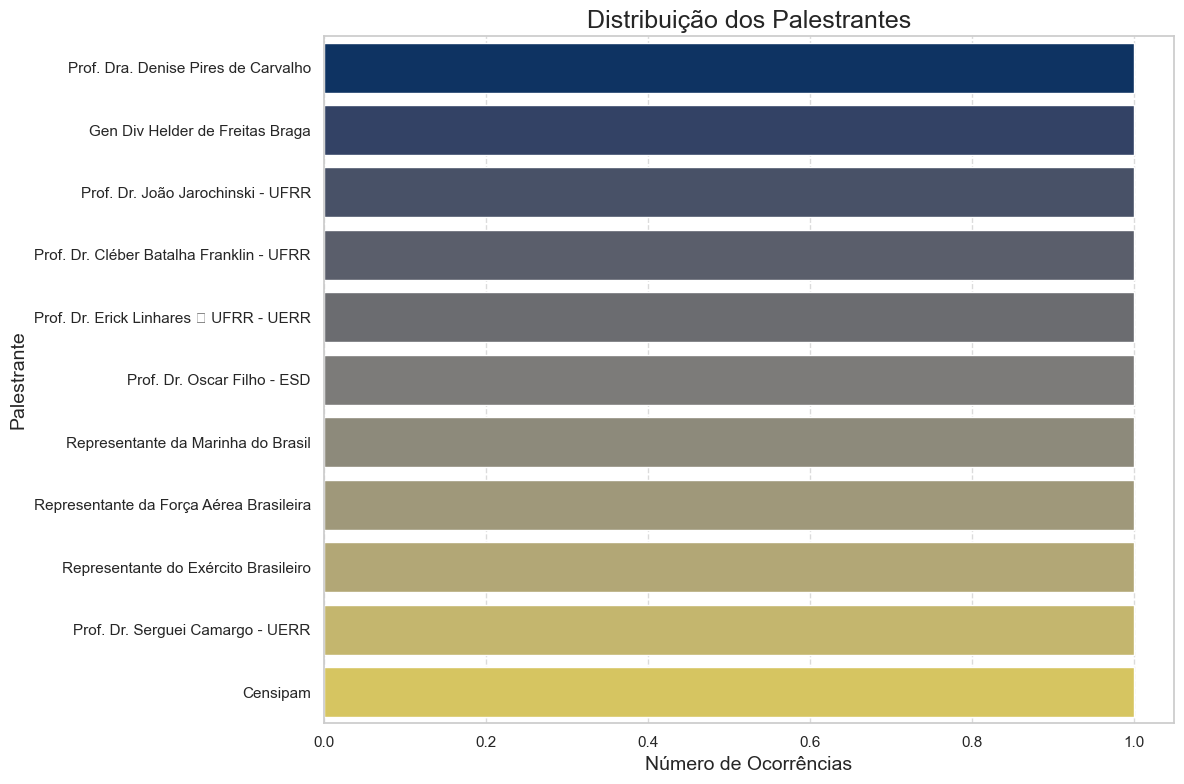 Distribuição dos Palestrantes
Palestrante
Prof. Dra. Denise Pires de Carvalho
Gen Div Helder de Freitas Braga
Prof. Dr. João Jarochinski - UFRR
Prof. Dr. Cléber Batalha Franklin - UFRR
Prof. Dr. Erick Linhares  UFRR - UERR
Prof. Dr. Oscar Filho - ESD
Representante da Marinha do Brasil
Representante da Força Aérea Brasileira
Representante do Exército Brasileiro
Prof. Dr. Serguei Camargo - UERR
Censipam
0.0 0.2 0.4 0.6 0.8 1.0
Número de Ocorrências